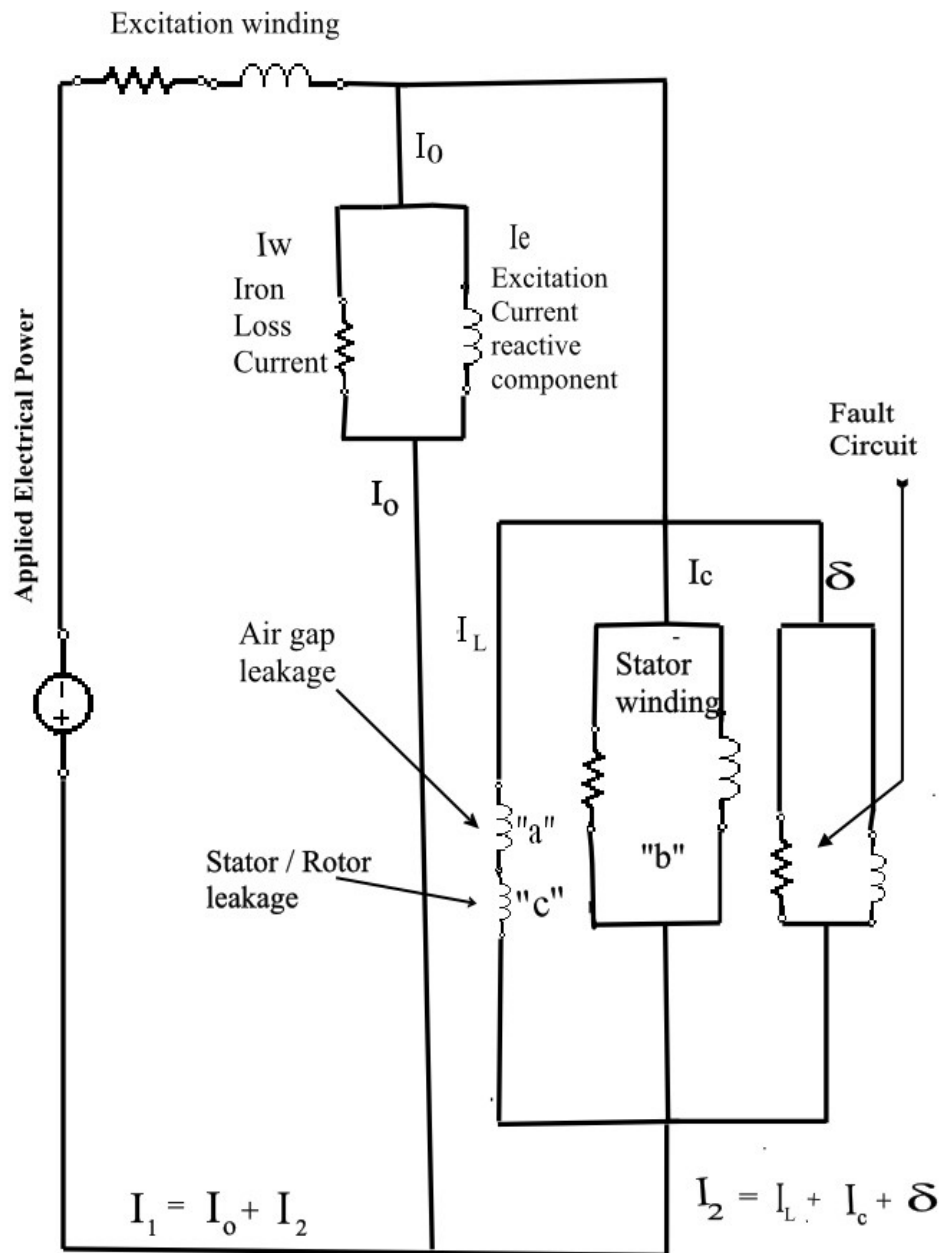 Excitation winding
I0
Iw
Iron
Loss
Current
Ie
Excitation
Current
reactive
component
Applied Electrical Power
Fault
Circuit
Io
Ic
δ
IL
Air gap
leakage
Stator
winding
"a"
"b"
Stator / Rotor
leakage
"c"
I1 = Io + I2
I2 = IL + Ic + δ